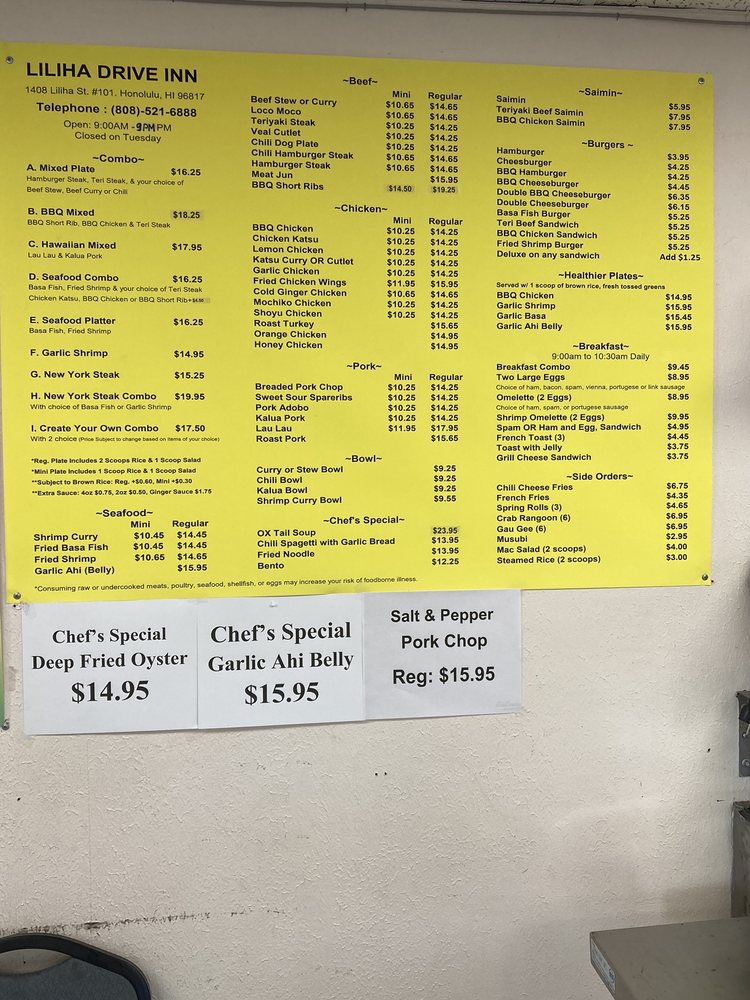 LILIHA DRIVE INN
1408 Liliha St. #101. Honolulu, HI 96817
Telephone : (808)-521-6888
Open: 9:00AM - 9PM PM
Closed on Tuesday
~Combo~
A. Mixed Plate $16.25
Hamburger Steak, Teri Steak, & your choice of
Beef Stew, Beef Curry or Chili
B. BBQ Mixed $18.25
BBQ Short Rib, BBQ Chicken & Teri Steak
C. Hawaiian Mixed $17.95
Lau Lau & Kalua Pork
D. Seafood Combo $16.25
Basa Fish, Fried Shrimp & your choice of Teri Steak
Chicken Katsu, BBQ Chicken or BBQ Short Rib
E. Seafood Platter $16.25
Basa Fish, Fried Shrimp
F. Garlic Shrimp $14.95
G. New York Steak $15.25
H. New York Steak Combo $19.95
With choice of Basa Fish or Garlic Shrimp
I. Create Your Own Combo $17.50
With 2 choice (Price Subject to change based on items of your choice)
*Reg. Plate Includes 2 Scoops Rice & 1 Scoop Salad
*Mini Plate Includes 1 Scoop Rice & 1 Scoop Salad
**Subject to Brown Rice: Reg. +$0.60, Mini +$0.30
**Extra Sauce: 4oz $0.75, 2oz $0.50, Ginger Sauce $1.75
~Seafood~
Mini Regular
Shrimp Curry $10.45 $14.45
Fried Basa Fish $10.45 $14.45
Fried Shrimp $10.65 $14.65
Garlic Ahi (Belly) $15.95
~Beef~
Mini Regular
Beef Stew or Curry $10.65 $14.65
Loco Moco $10.65 $14.65
Teriyaki Steak $10.25 $14.25
Veal Cutlet $10.25 $14.25
Chili Dog Plate $10.25 $14.25
Chili Hamburger Steak $10.65 $14.65
Hamburger Steak $10.65 $14.65
Meat Jun $15.95
BBQ Short Ribs $14.50 $19.25
~Chicken~
Mini Regular
BBQ Chicken $10.25 $14.25
Chicken Katsu $10.25 $14.25
Lemon Chicken $10.25 $14.25
Katsu Curry OR Cutlet $10.25 $14.25
Garlic Chicken $10.25 $14.25
Fried Chicken Wings $11.95 $15.95
Cold Ginger Chicken $10.65 $14.65
Mochiko Chicken $10.25 $14.25
Shoyu Chicken $10.25 $14.25
Roast Turkey $15.65
Orange Chicken $14.95
Honey Chicken $14.95
~Pork~
Mini Regular
Breaded Pork Chop $10.25 $14.25
Sweet Sour Spareribs $10.25 $14.25
Pork Adobo $10.25 $14.25
Kalua Pork $10.25 $14.25
Lau Lau $11.95 $17.95
Roast Pork $15.65
~Bowl~
Curry or Stew Bowl $9.25
Chili Bowl $9.25
Kalua Bowl $9.25
Shrimp Curry Bowl $9.55
~Chef's Special~
OX Tail Soup $23.95
Chili Spagetti with Garlic Bread $13.95
Fried Noodle $13.95
Bento $12.25
~Saimin~
Saimin $5.95
Teriyaki Beef Saimin $7.95
BBQ Chicken Saimin $7.95
~Burgers ~
Hamburger $3.95
Cheesburger $4.25
BBQ Hamburger $4.25
BBQ Cheeseburger $4.45
Double BBQ Cheeseburger $6.35
Double Cheeseburger $6.15
Basa Fish Burger $5.25
Teri Beef Sandwich $5.25
BBQ Chicken Sandwich $5.25
Fried Shrimp Burger $5.25
Deluxe on any sandwich Add $1.25
~Healthier Plates~
Served w/ 1 scoop of brown rice, fresh tossed greens
BBQ Chicken $14.95
Garlic Shrimp $15.95
Garlic Basa $15.45
Garlic Ahi Belly $15.95
~Breakfast~
9:00am to 10:30am Daily
Breakfast Combo $9.45
Two Large Eggs $8.95
Choice of ham, bacon, spam, vienna, portugese or link sausage
Omelette (2 Eggs) $8.95
Choice of ham, spam, or portugese sausage
Shrimp Omelette (2 Eggs) $9.95
Spam OR Ham and Egg, Sandwich $4.95
French Toast (3) $4.45
Toast with Jelly $3.75
Grill Cheese Sandwich $3.75
~Side Orders~
Chili Cheese Fries $6.75
French Fries $4.35
Spring Rolls (3) $4.65
Crab Rangoon (6) $6.95
Gau Gee (6) $6.95
Musubi $2.95
Mac Salad (2 scoops) $4.00
Steamed Rice (2 scoops) $3.00
*Consuming raw or undercooked meats, poultry, seafood, shellfish, or eggs may increase your risk of foodborne illness.
Chef's Special
Deep Fried Oyster
$14.95
Chef's Special
Garlic Ahi Belly
$15.95
Salt & Pepper
Pork Chop
Reg: $15.95